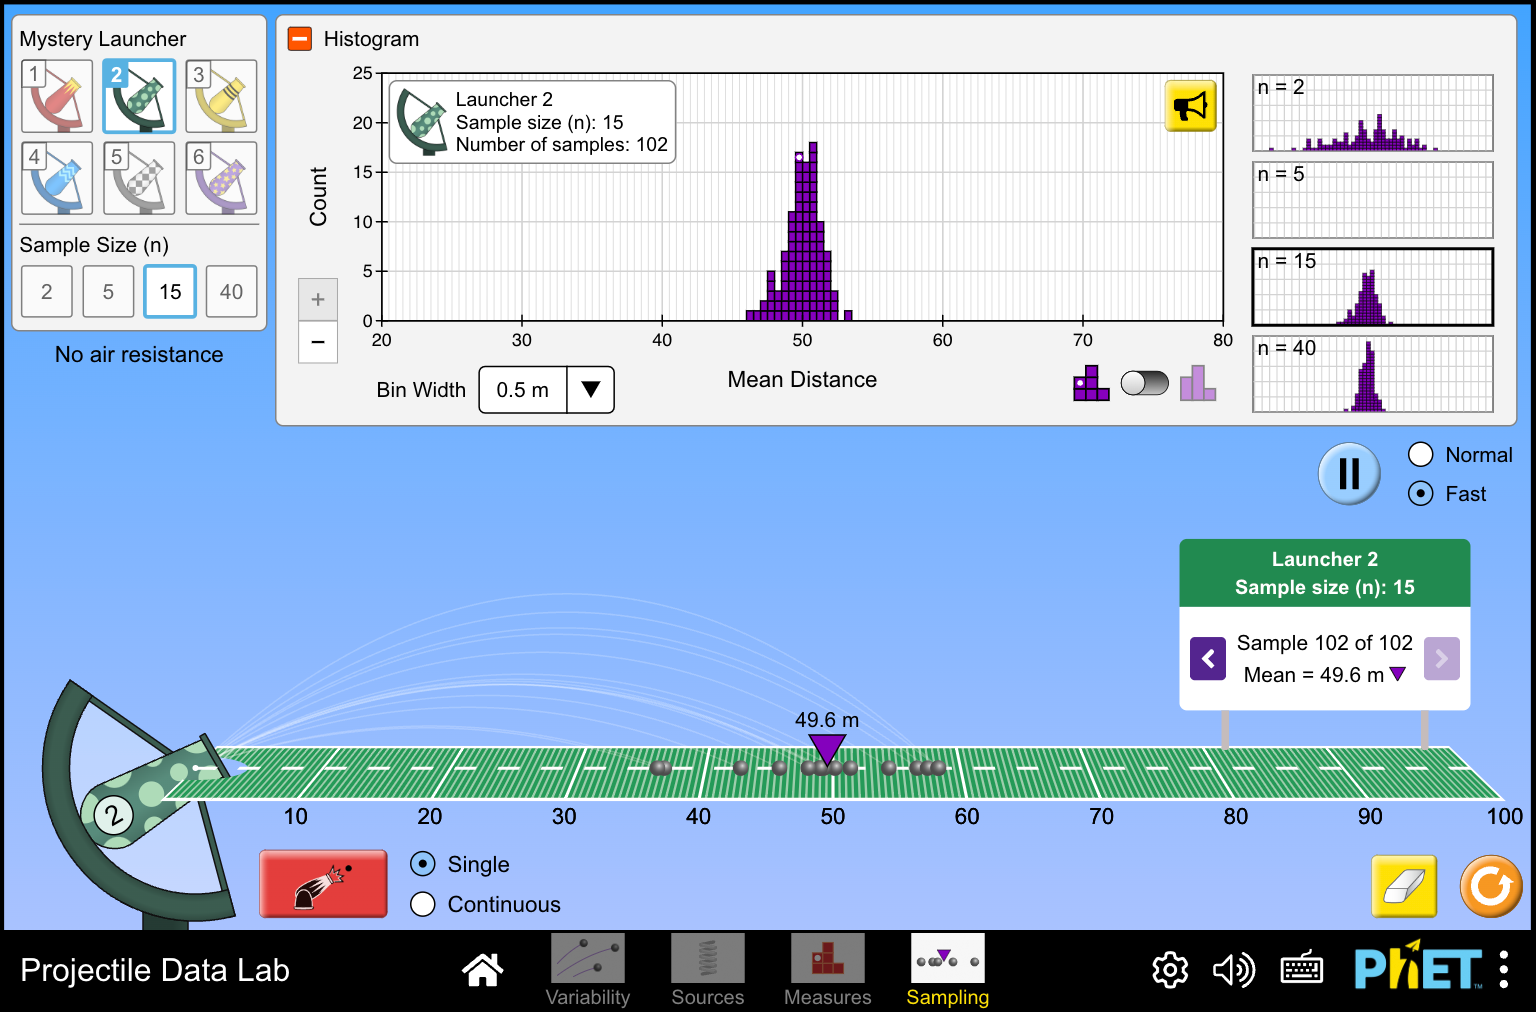 Mystery Launcher
1
2
3
4
5
6
Sample Size (n)
2
5
15
40
No air resistance
Histogram
Launcher 2
Sample size (n): 15
Number of samples: 102
Count
25
20
15
10
5
0
20
30
40
50
60
70
80
+
−
Bin Width
0.5 m
Mean Distance
n = 2
n = 5
n = 15
n = 40
Normal
Fast
Launcher 2
Sample size (n): 15
Sample 102 of 102
Mean = 49.6 m
49.6 m
2
10
20
30
40
50
60
70
80
90
100
Single
Continuous
Projectile Data Lab
Variability
Sources
Measures
Sampling
PhET™